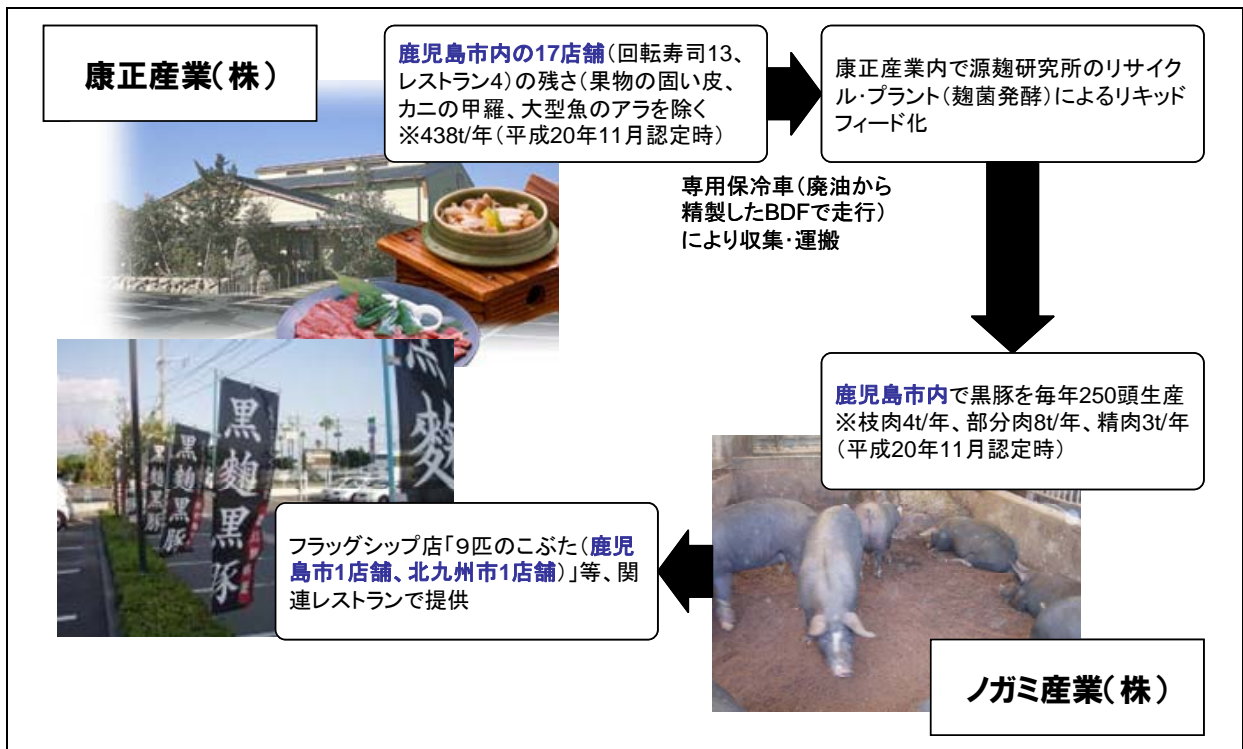 康正産業(株)
鹿児島市内の17店舗(回転寿司13、
レストラン4)の残さ(果物の固い皮、
カニの甲羅、大型魚のアラを除く
※438t/年(平成20年11月認定時)
康正産業内で源麹研究所のリサイク
ル・プラント(麹菌発酵)によるリキッド
フィード化
専用保冷車(廃油から
精製したBDFで走行)
により収集・運搬
鹿児島市内で黒豚を毎年250頭生産
※枝肉4t/年、部分肉8t/年、精肉3t/年
(平成20年11月認定時)
黒麹黒豚
黒麹黒豚
黒麹黒豚
黒麹
フラッグシップ店「9匹のこぶた(鹿児
島市1店舗、北九州市1店舗)」等、関
連レストランで提供
ノガミ産業(株)